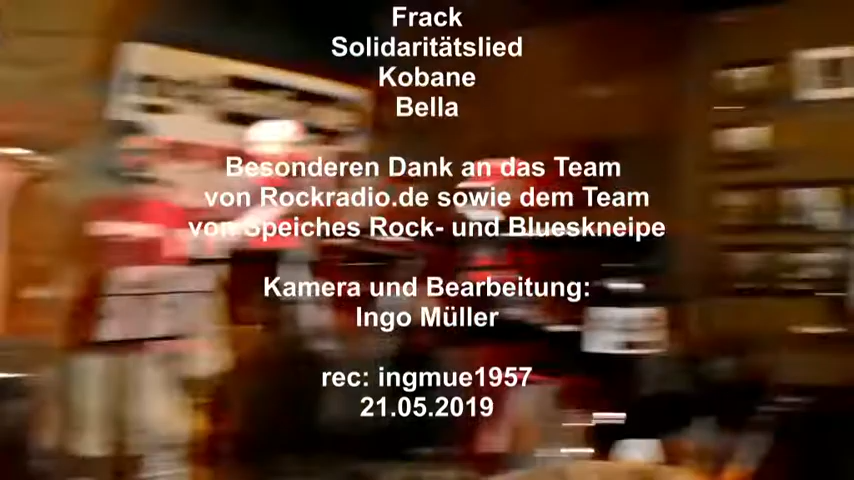 Frack
Solidaritätslied
Kobane
Bella
Besonderen Dank an das Team
von Rockradio.de sowie dem Team
von Speiches Rock- und Blueskneipe
Kamera und Bearbeitung:
Ingo Müller
rec: ingmue1957
21.05.2019